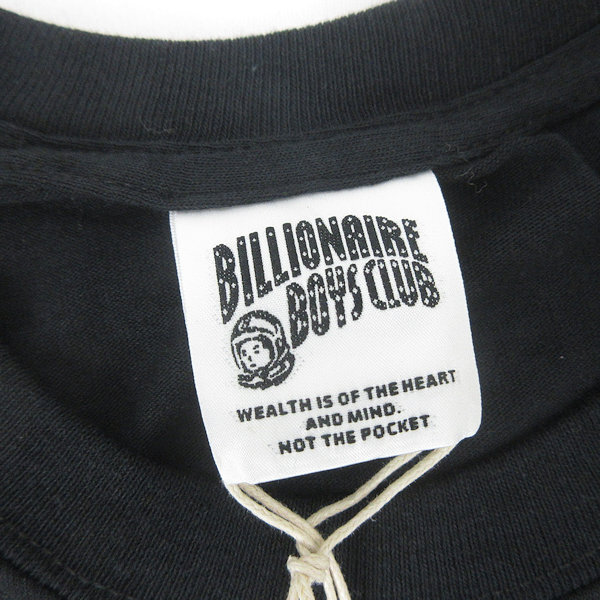 BILLIONAIRE
BOYS CLUB
WEALTH IS OF THE HEART
AND MIND.
NOT THE POCKET